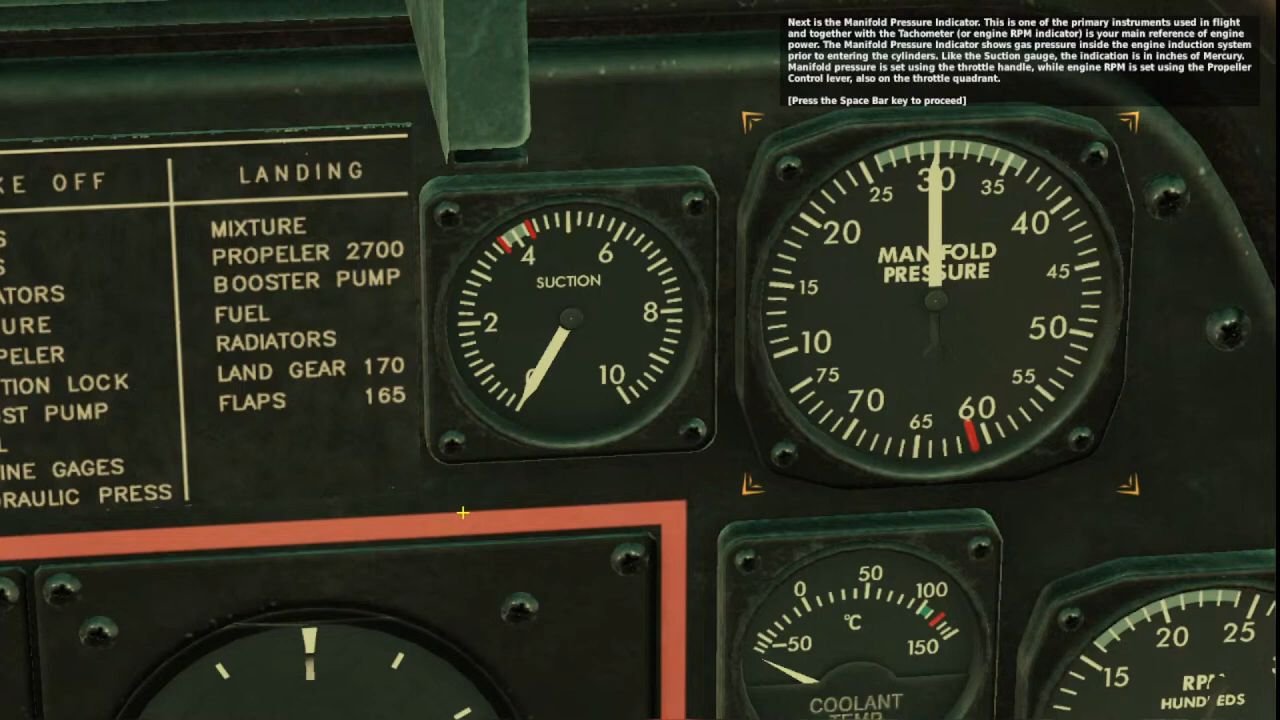 Next is the Manifold Pressure Indicator. This is one of the primary instruments used in flight
and together with the Tachometer (or engine RPM indicator) is your main reference of engine
power. The Manifold Pressure Indicator shows gas pressure inside the engine induction system
prior to entering the cylinders. Like the Suction gauge, the indication is in inches of Mercury.
Manifold pressure is set using the throttle handle, while engine RPM is set using the Propeller
Control lever, also on the throttle quadrant.
[Press the Space Bar key to proceed]
KE OFF
S
S
ATORS
URE
PELER
TION LOCK
ST PUMP
L
INE GAGES
RAULIC PRESS
LANDING
MIXTURE
PROPELER 2700
BOOSTER PUMP
FUEL
RADIATORS
LAND GEAR 170
FLAPS 165
0
2
4
6
8
10
SUCTION
10
15
20
25
30
35
40
45
50
55
60
65
70
75
MANIFOLD
PRESSURE
-50
0
50
100
150
°C
COOLANT
TEMP
15
20
25
RPM
HUNDREDS